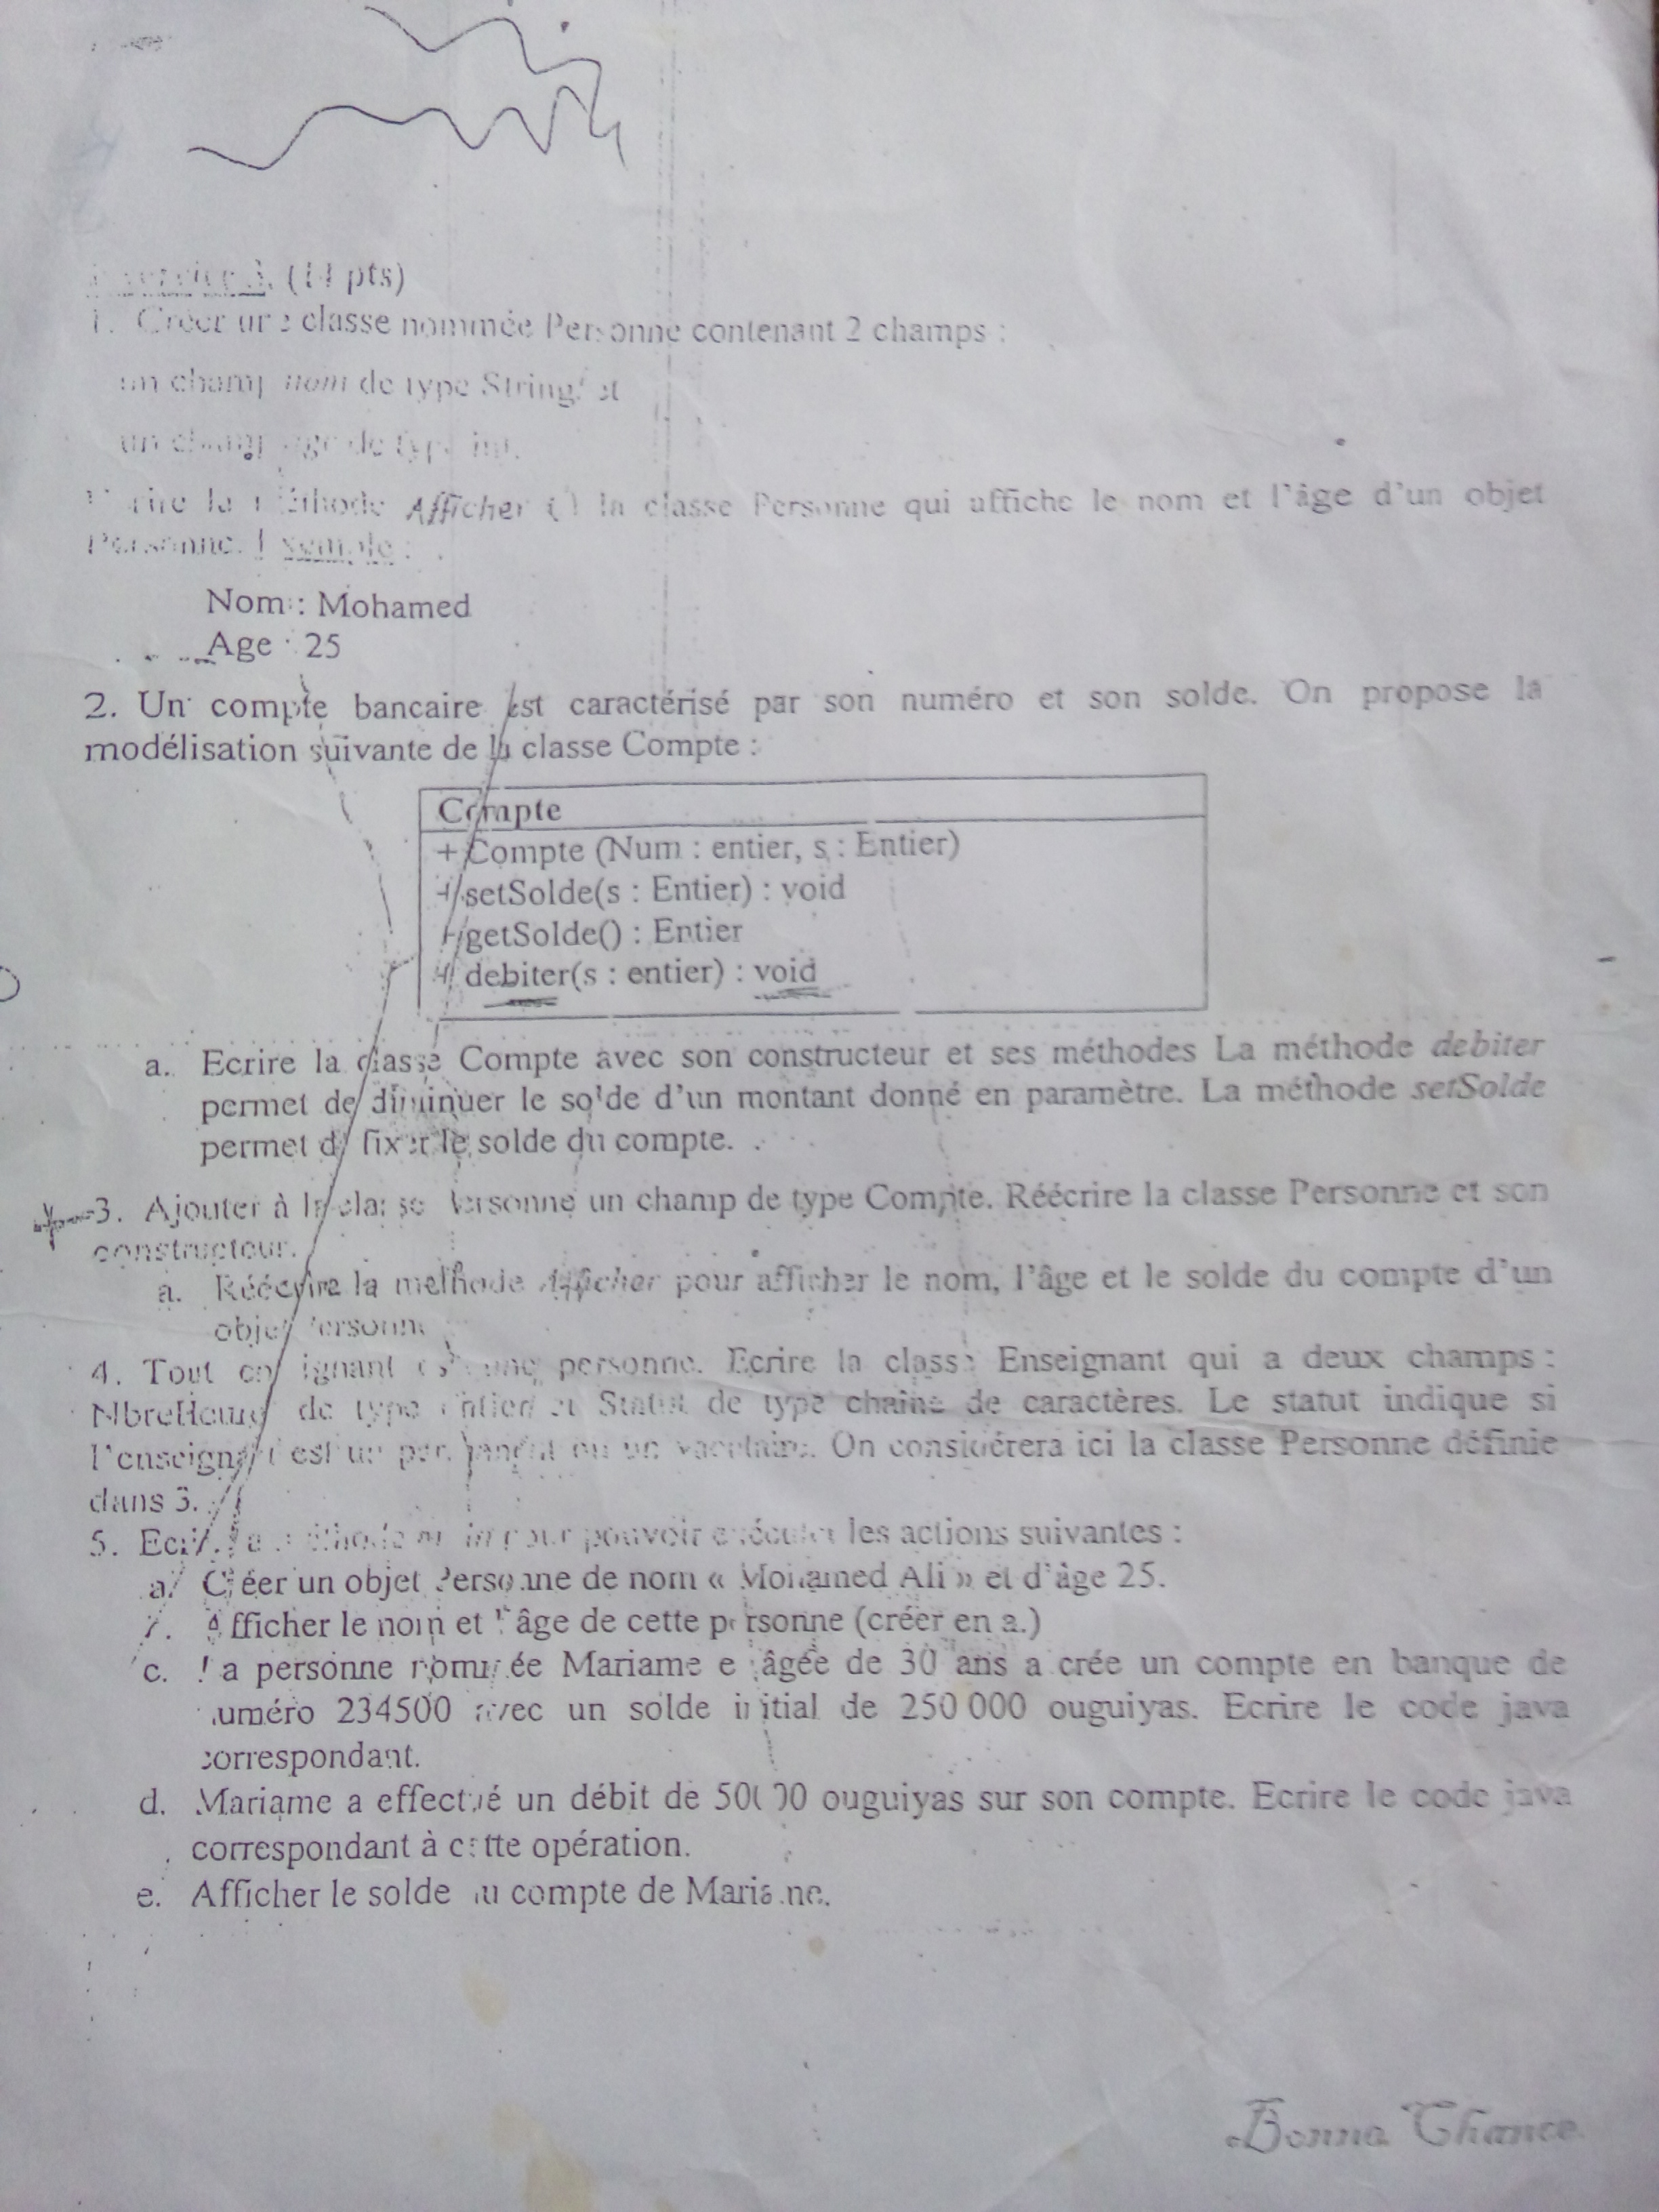 (14 pts)
1. Créer une classe nommée Personne contenant 2 champs :
un champ nom de type String et
un champ age de type int.
la méthode Afficher () la classe Personne qui affiche le nom et l'âge d'un objet
Personne. Exemple :
Nom : Mohamed
Age : 25
2. Un compte bancaire est caractérisé par son numéro et son solde. On propose la
modélisation suivante de la classe Compte :
Compte
+ Compte (Num : entier, s : Entier)
+ setSolde(s : Entier) : void
+ getSolde() : Entier
+ debiter(s : entier) : void
a. Ecrire la classe Compte avec son constructeur et ses méthodes La méthode debiter
permet de diminuer le solde d'un montant donné en paramètre. La méthode setSolde
permet de fixer le solde du compte.
3. Ajouter à la classe Personne un champ de type Compte. Réécrire la classe Personne et son
constructeur.
a. Réécrire la méthode Afficher pour afficher le nom, l'âge et le solde du compte d'un
objet Personne
4. Tout enseignant est une personne. Ecrire la classe Enseignant qui a deux champs :
de type entier et Statut de type chaîne de caractères. Le statut indique si
l'enseignant est un permanent ou un vacataire. On considérera ici la classe Personne définie
dans 3.
5. Ecrire la méthode main pour pouvoir exécuter les actions suivantes :
a. Créer un objet Personne de nom « Mohamed Ali » et d'âge 25.
Afficher le nom et l'âge de cette personne (créer en a.)
c. La personne nommée Mariame et âgée de 30 ans a crée un compte en banque de
numéro 234500 avec un solde initial de 250 000 ouguiyas. Ecrire le code java
correspondant.
d. Mariame a effectué un débit de 50000 ouguiyas sur son compte. Ecrire le code java
correspondant à cette opération.
e. Afficher le solde du compte de Mariame.
Bonne Chance